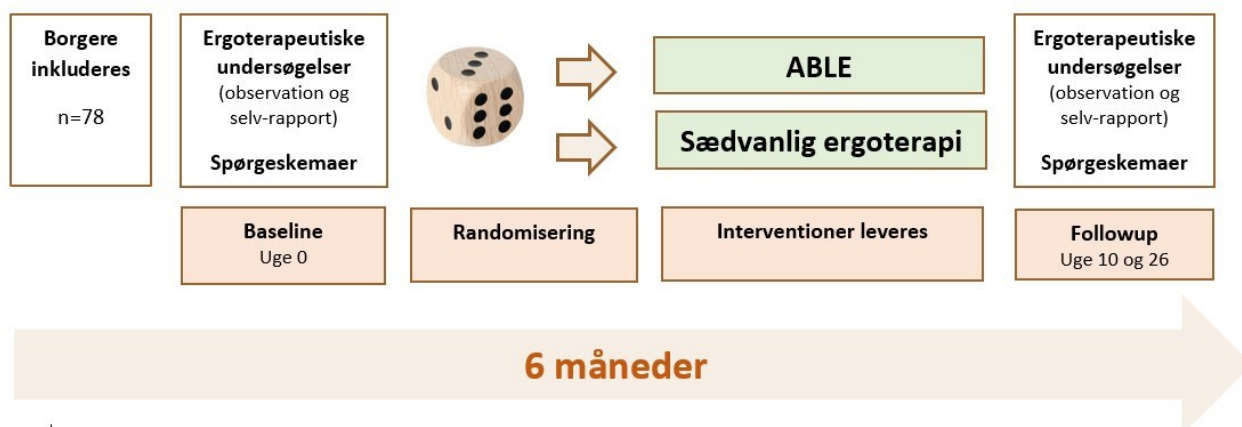 Borgere
inkluderes
n=78
Ergoterapeutiske
undersøgelser
(observation og
selv-rapport)
Spørgeskemaer
ABLE
Sædvanlig ergoterapi
Ergoterapeutiske
undersøgelser
(observation og
selv-rapport)
Spørgeskemaer
Baseline
Uge 0
Randomisering
Interventioner leveres
Followup
Uge 10 og 26
6 måneder